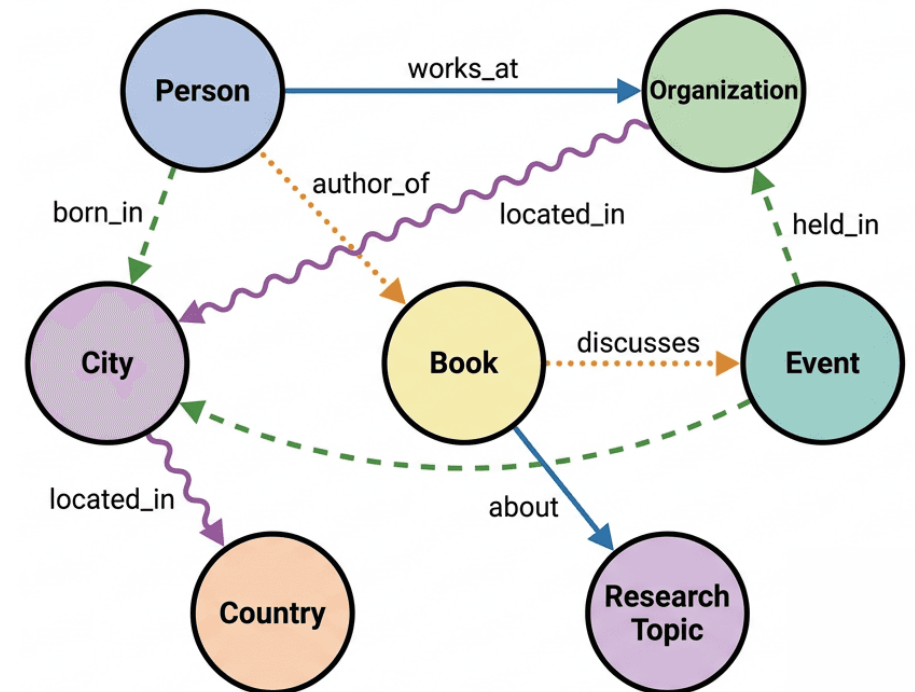 works_at
Person
Organization
author_of
born_in
located_in
held_in
City
Book
discusses
Event
located_in
about
Country
Research
Topic